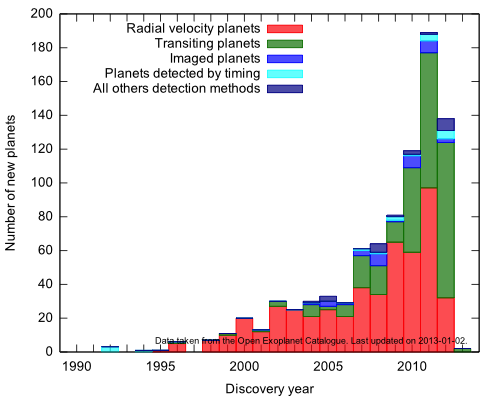 Radial velocity planets
Transiting planets
Imaged planets
Planets detected by timing
All others detection methods
Number of new planets
200
180
160
140
120
100
80
60
40
20
0
Data taken from the Open Exoplanet Catalogue. Last updated on 2013-01-02.
1990 1995 2000 2005 2010
Discovery year